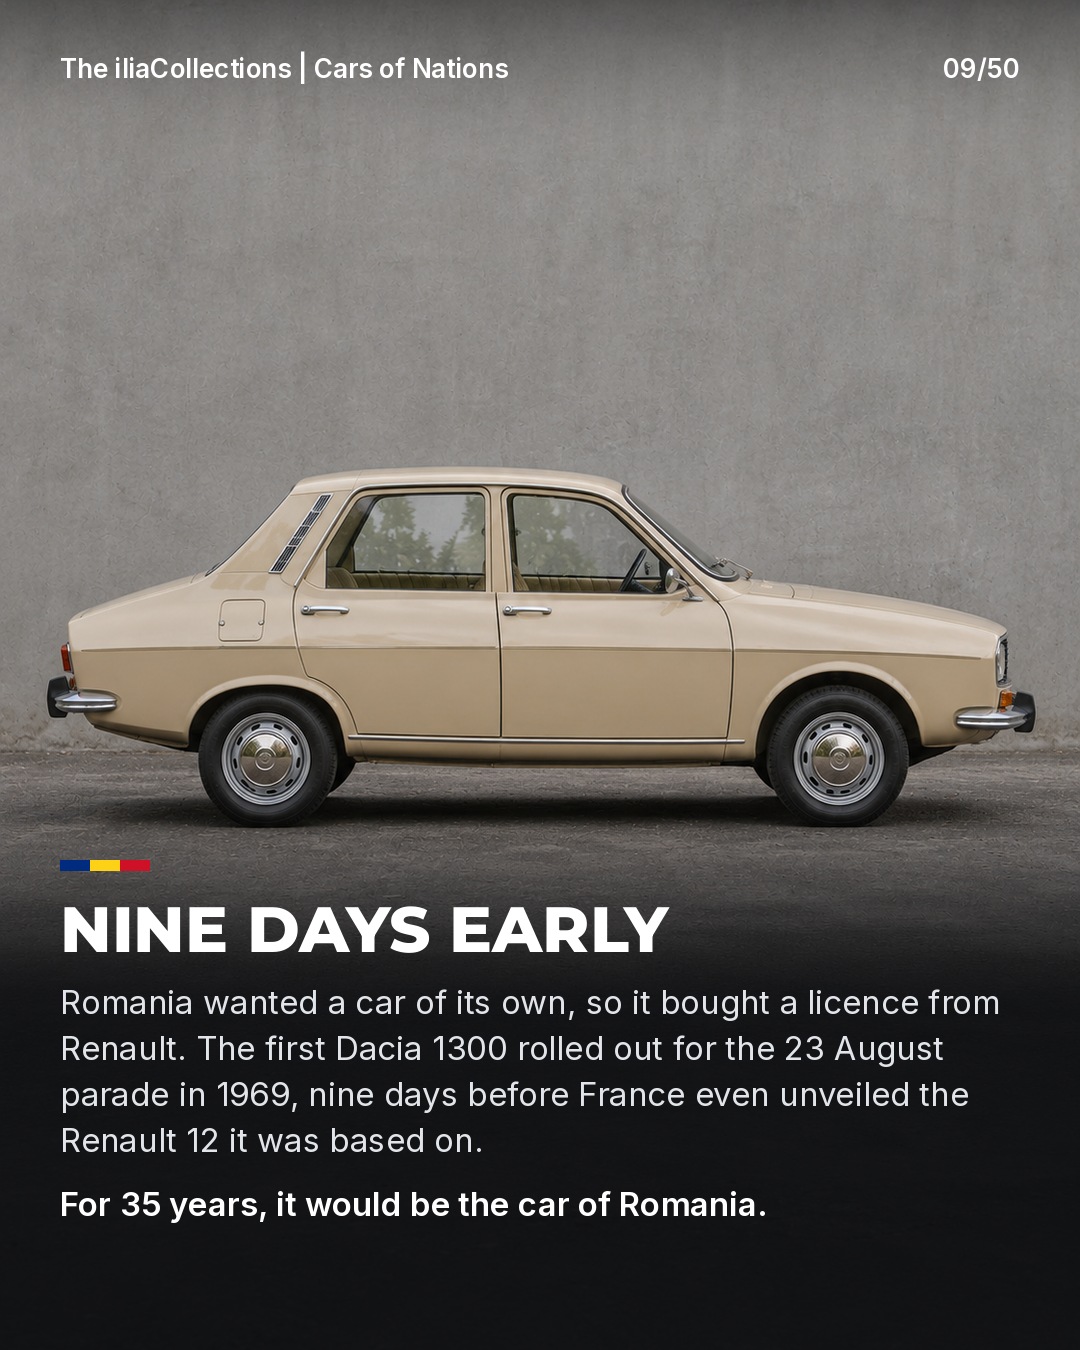 The iliaCollections | Cars of Nations
09/50
NINE DAYS EARLY
Romania wanted a car of its own, so it bought a licence from
Renault. The first Dacia 1300 rolled out for the 23 August
parade in 1969, nine days before France even unveiled the
Renault 12 it was based on.
For 35 years, it would be the car of Romania.